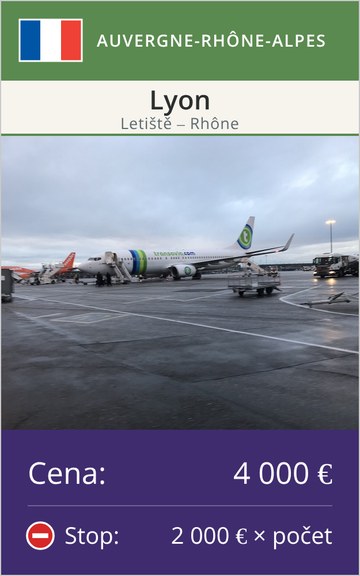 AUVERGNE-RHÔNE-ALPES
Lyon
Letiště – Rhône
transavia.com
Cena: 4 000 €
Stop: 2 000 € × počet